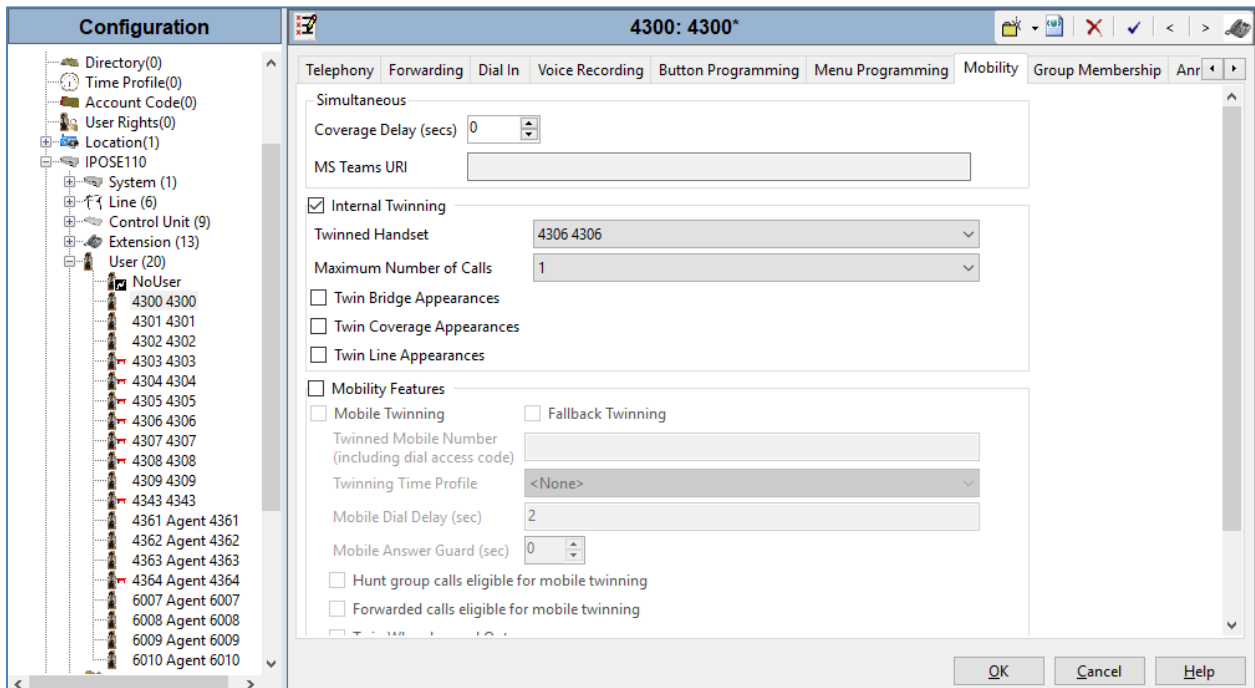 Configuration
Directory(0)
Time Profile(0)
Account Code(0)
User Rights(0)
Location(1)
IPOSE110
System (1)
Line (6)
Control Unit (9)
Extension (13)
User (20)
NoUser
4300 4300
4301 4301
4302 4302
4303 4303
4304 4304
4305 4305
4306 4306
4307 4307
4308 4308
4309 4309
4343 4343
4361 Agent 4361
4362 Agent 4362
4363 Agent 4363
4364 Agent 4364
6007 Agent 6007
6008 Agent 6008
6009 Agent 6009
6010 Agent 6010
4300: 4300*
Telephony Forwarding Dial In Voice Recording Button Programming Menu Programming Mobility Group Membership
Simultaneous
Coverage Delay (secs) 0
MS Teams URI
Internal Twinning
Twinned Handset 4306 4306
Maximum Number of Calls 1
Twin Bridge Appearances
Twin Coverage Appearances
Twin Line Appearances
Mobility Features
Mobile Twinning Fallback Twinning
Twinned Mobile Number
(including dial access code)
Twinning Time Profile <None>
Mobile Dial Delay (sec) 2
Mobile Answer Guard (sec) 0
Hunt group calls eligible for mobile twinning
Forwarded calls eligible for mobile twinning
OK Cancel Help